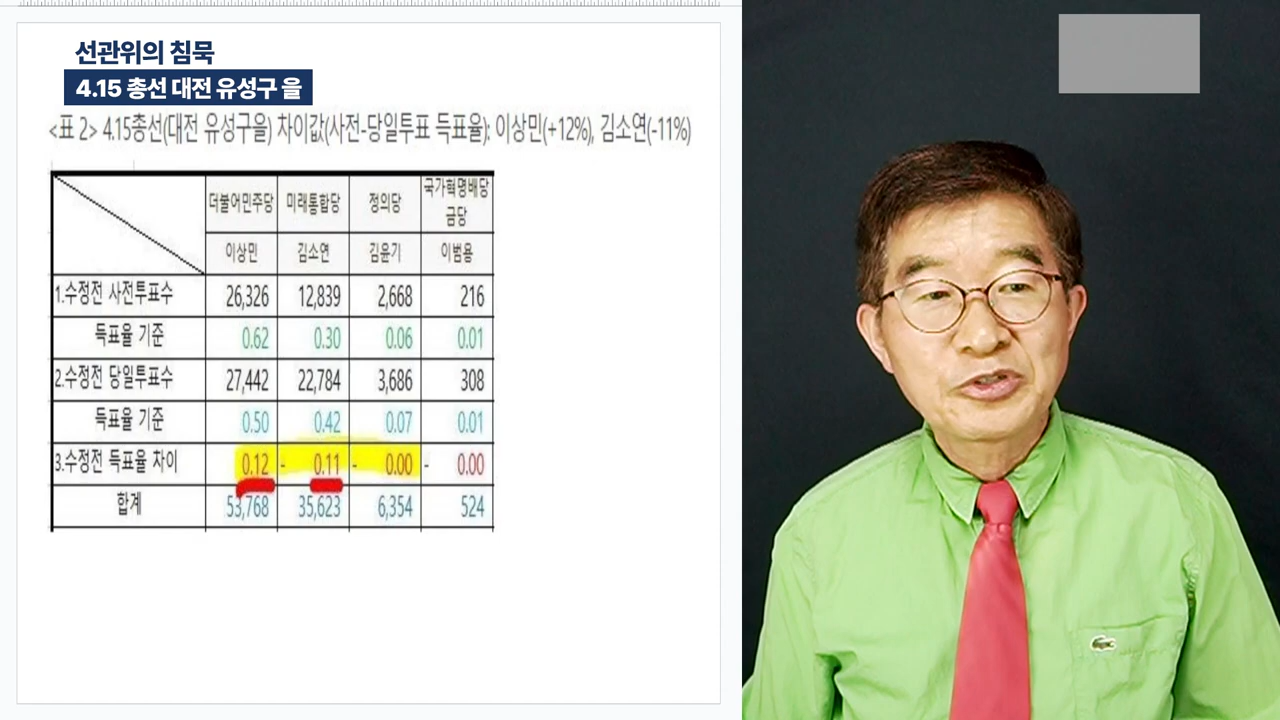 선관위의 침묵
4.15 총선 대전 유성구 을
<표 2> 4.15총선(대전 유성구을) 차이값(사전-당일투표 득표율): 이상민(+12%), 김소연(-11%)
더불어민주당 미래통합당 정의당 국가혁명배당금당
이상민 김소연 김윤기 이범용
1.수정전 사전투표수 26,326 12,839 2,668 216
득표율 기준 0.62 0.30 0.06 0.01
2.수정전 당일투표수 27,442 22,784 3,686 308
득표율 기준 0.50 0.42 0.07 0.01
3.수정전 득표율 차이 0.12 - 0.11 - 0.00 - 0.00
합계 53,768 35,623 6,354 524